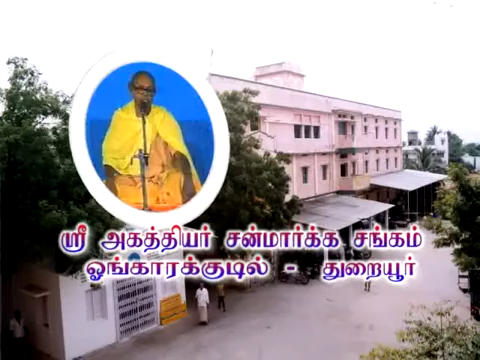 ஸ்ரீ அகத்தியர் சன்மார்க்க சங்கம்
ஓங்காரக்குடில் - துறையூர்